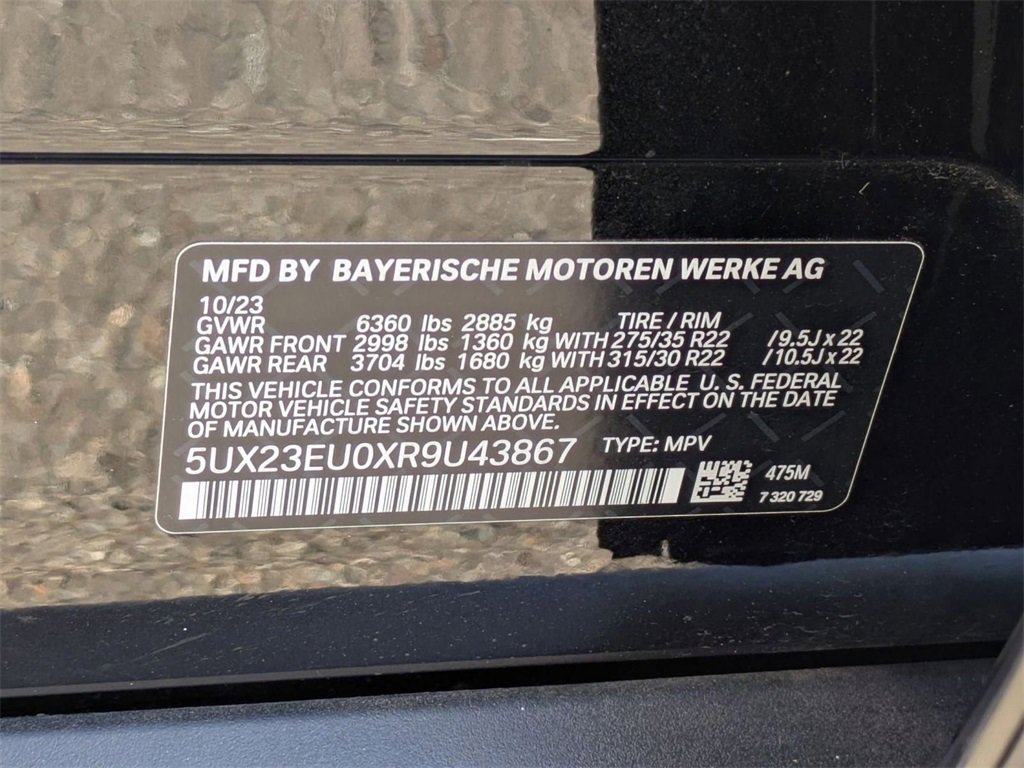 MFD BY BAYERISCHE MOTOREN WERKE AG
10/23
GVWR 6360 lbs 2885 kg TIRE / RIM
GAWR FRONT 2998 lbs 1360 kg WITH 275/35 R22 /9.5J x 22
GAWR REAR 3704 lbs 1680 kg WITH 315/30 R22 /10.5J x 22
THIS VEHICLE CONFORMS TO ALL APPLICABLE U. S. FEDERAL
MOTOR VEHICLE SAFETY STANDARDS IN EFFECT ON THE DATE
OF MANUFACTURE SHOWN ABOVE.
5UX23EU0XR9U43867 TYPE: MPV
475M
7 320 729